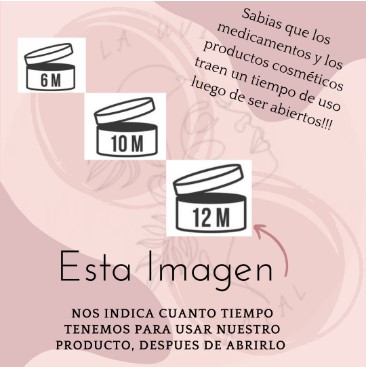 Sabias que los
medicamentos y los
productos cosméticos
traen un tiempo de uso
luego de ser abiertos!!!
6 M
10 M
12 M
Esta Imagen
NOS INDICA CUANTO TIEMPO
TENEMOS PARA USAR NUESTRO
PRODUCTO, DESPUES DE ABRIRLO